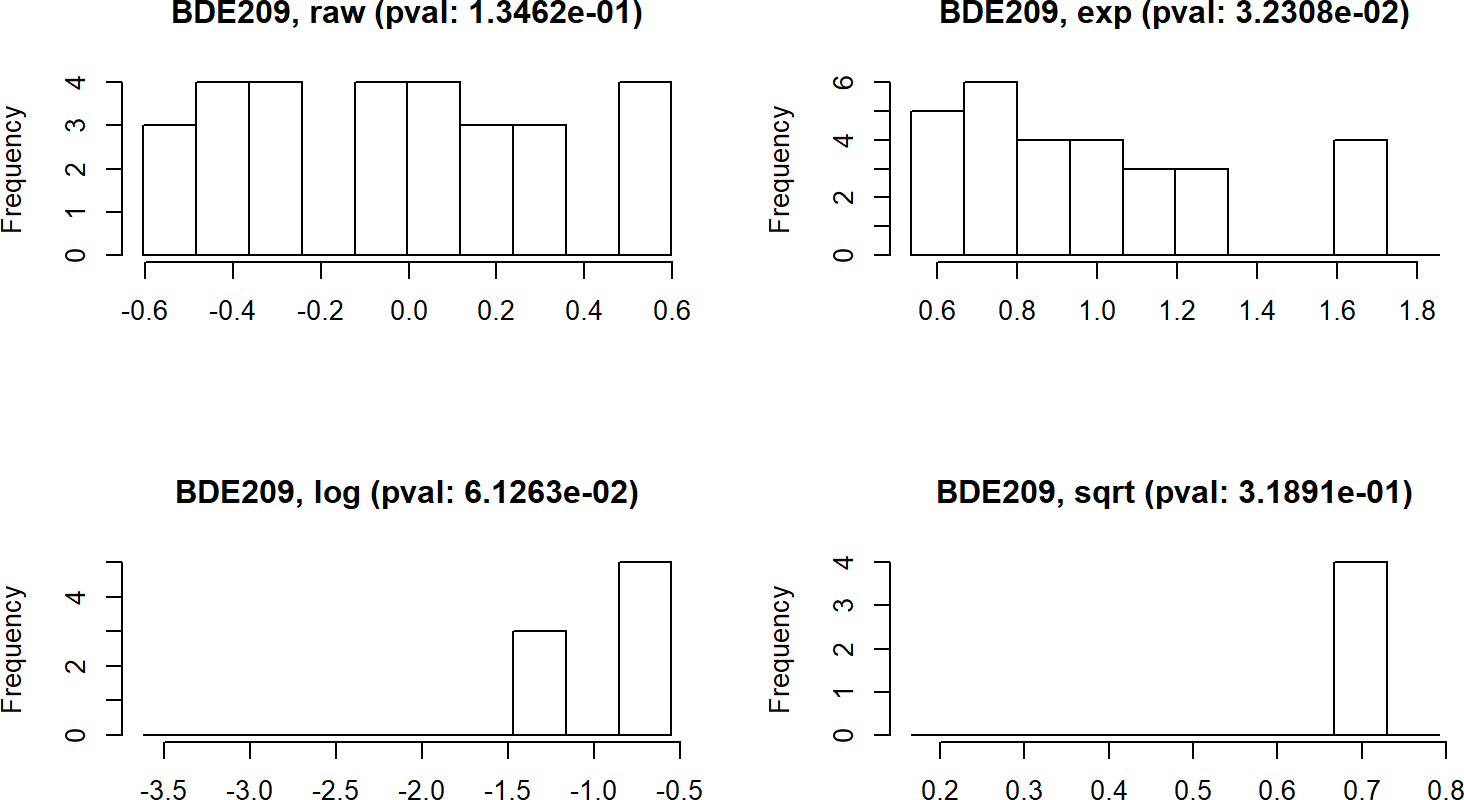 BDE209, raw (pval: 1.3462e-01)
Frequency
0 1 2 3 4
-0.6 -0.4 -0.2 0.0 0.2 0.4 0.6
BDE209, exp (pval: 3.2308e-02)
Frequency
0 2 4 6
0.6 0.8 1.0 1.2 1.4 1.6 1.8
BDE209, log (pval: 6.1263e-02)
Frequency
0 2 4
-3.5 -3.0 -2.5 -2.0 -1.5 -1.0 -0.5
BDE209, sqrt (pval: 3.1891e-01)
Frequency
0 1 2 3 4
0.2 0.3 0.4 0.5 0.6 0.7 0.8